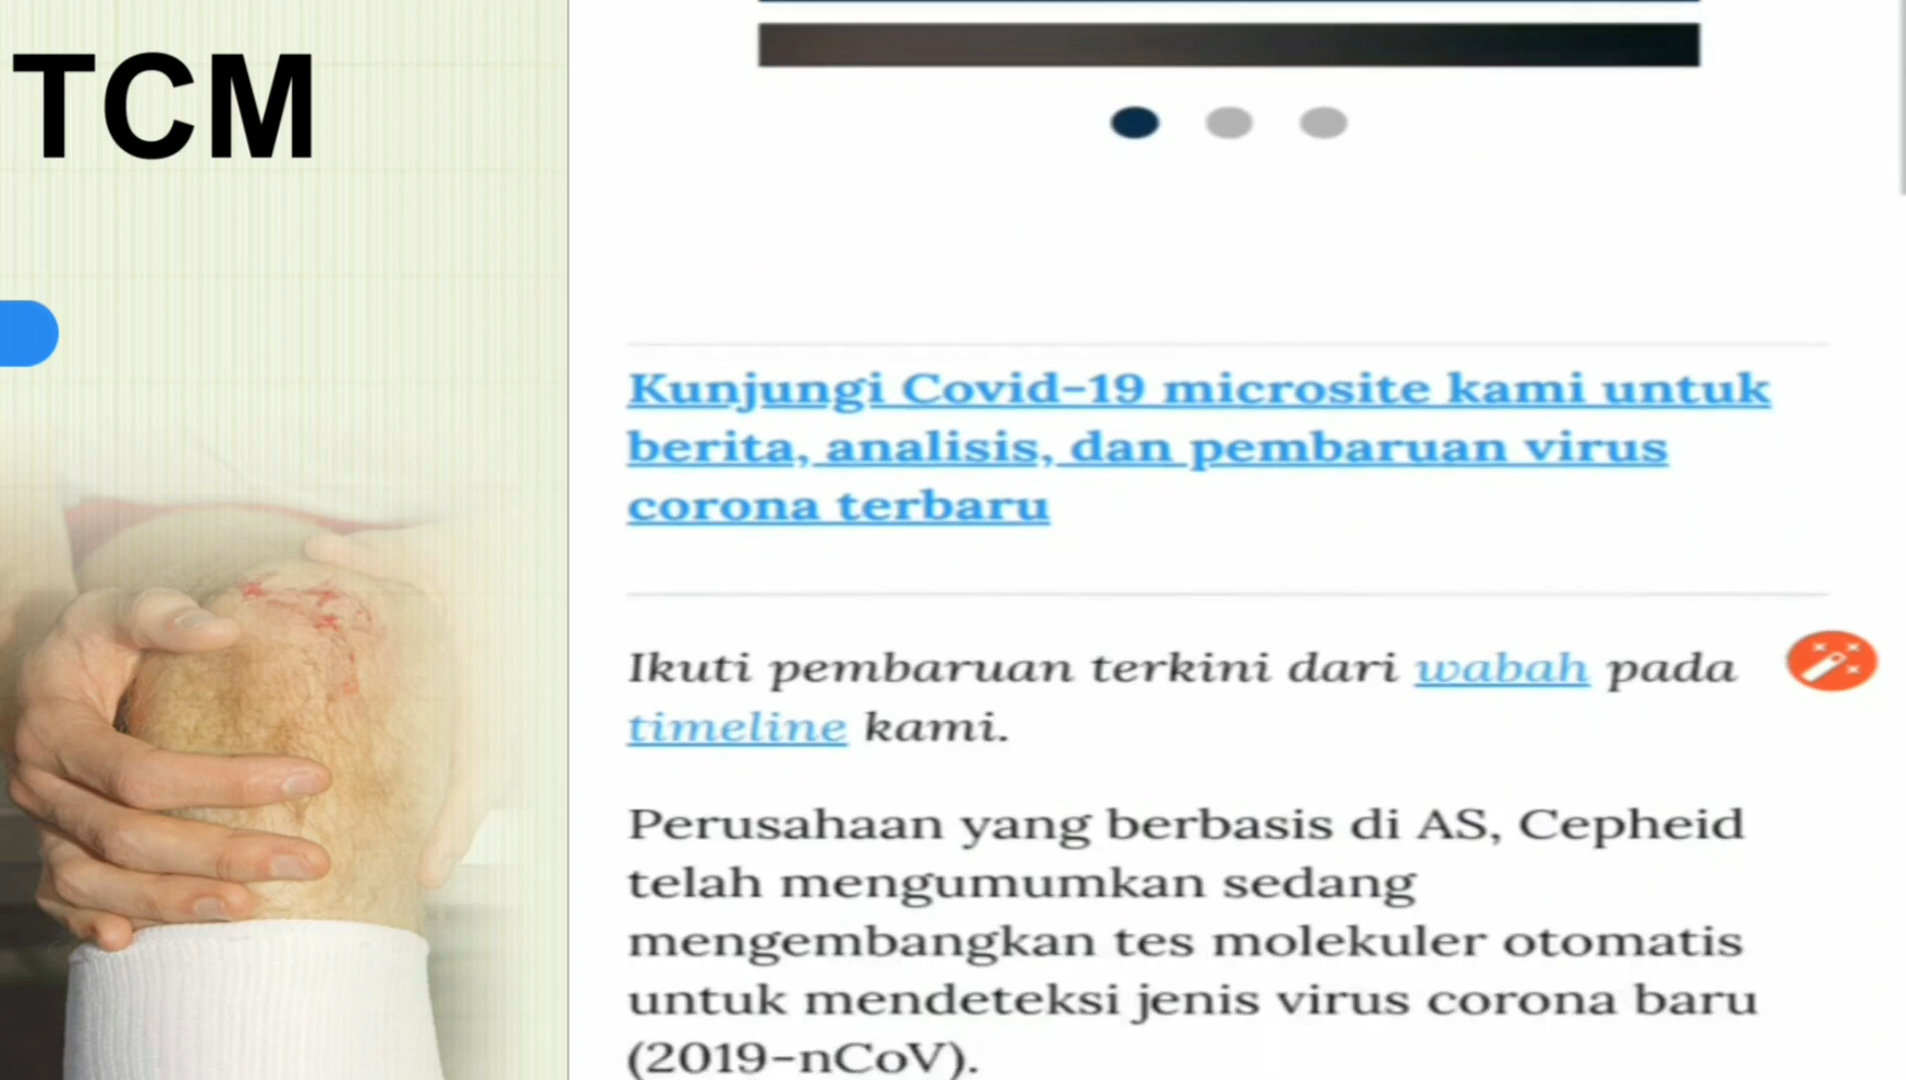 TCM
Kunjungi Covid-19 microsite kami untuk
berita, analisis, dan pembaruan virus
corona terbaru
Ikuti pembaruan terkini dari wabah pada
timeline kami.
Perusahaan yang berbasis di AS, Cepheid
telah mengumumkan sedang
mengembangkan tes molekuler otomatis
untuk mendeteksi jenis virus corona baru
(2019-nCoV).